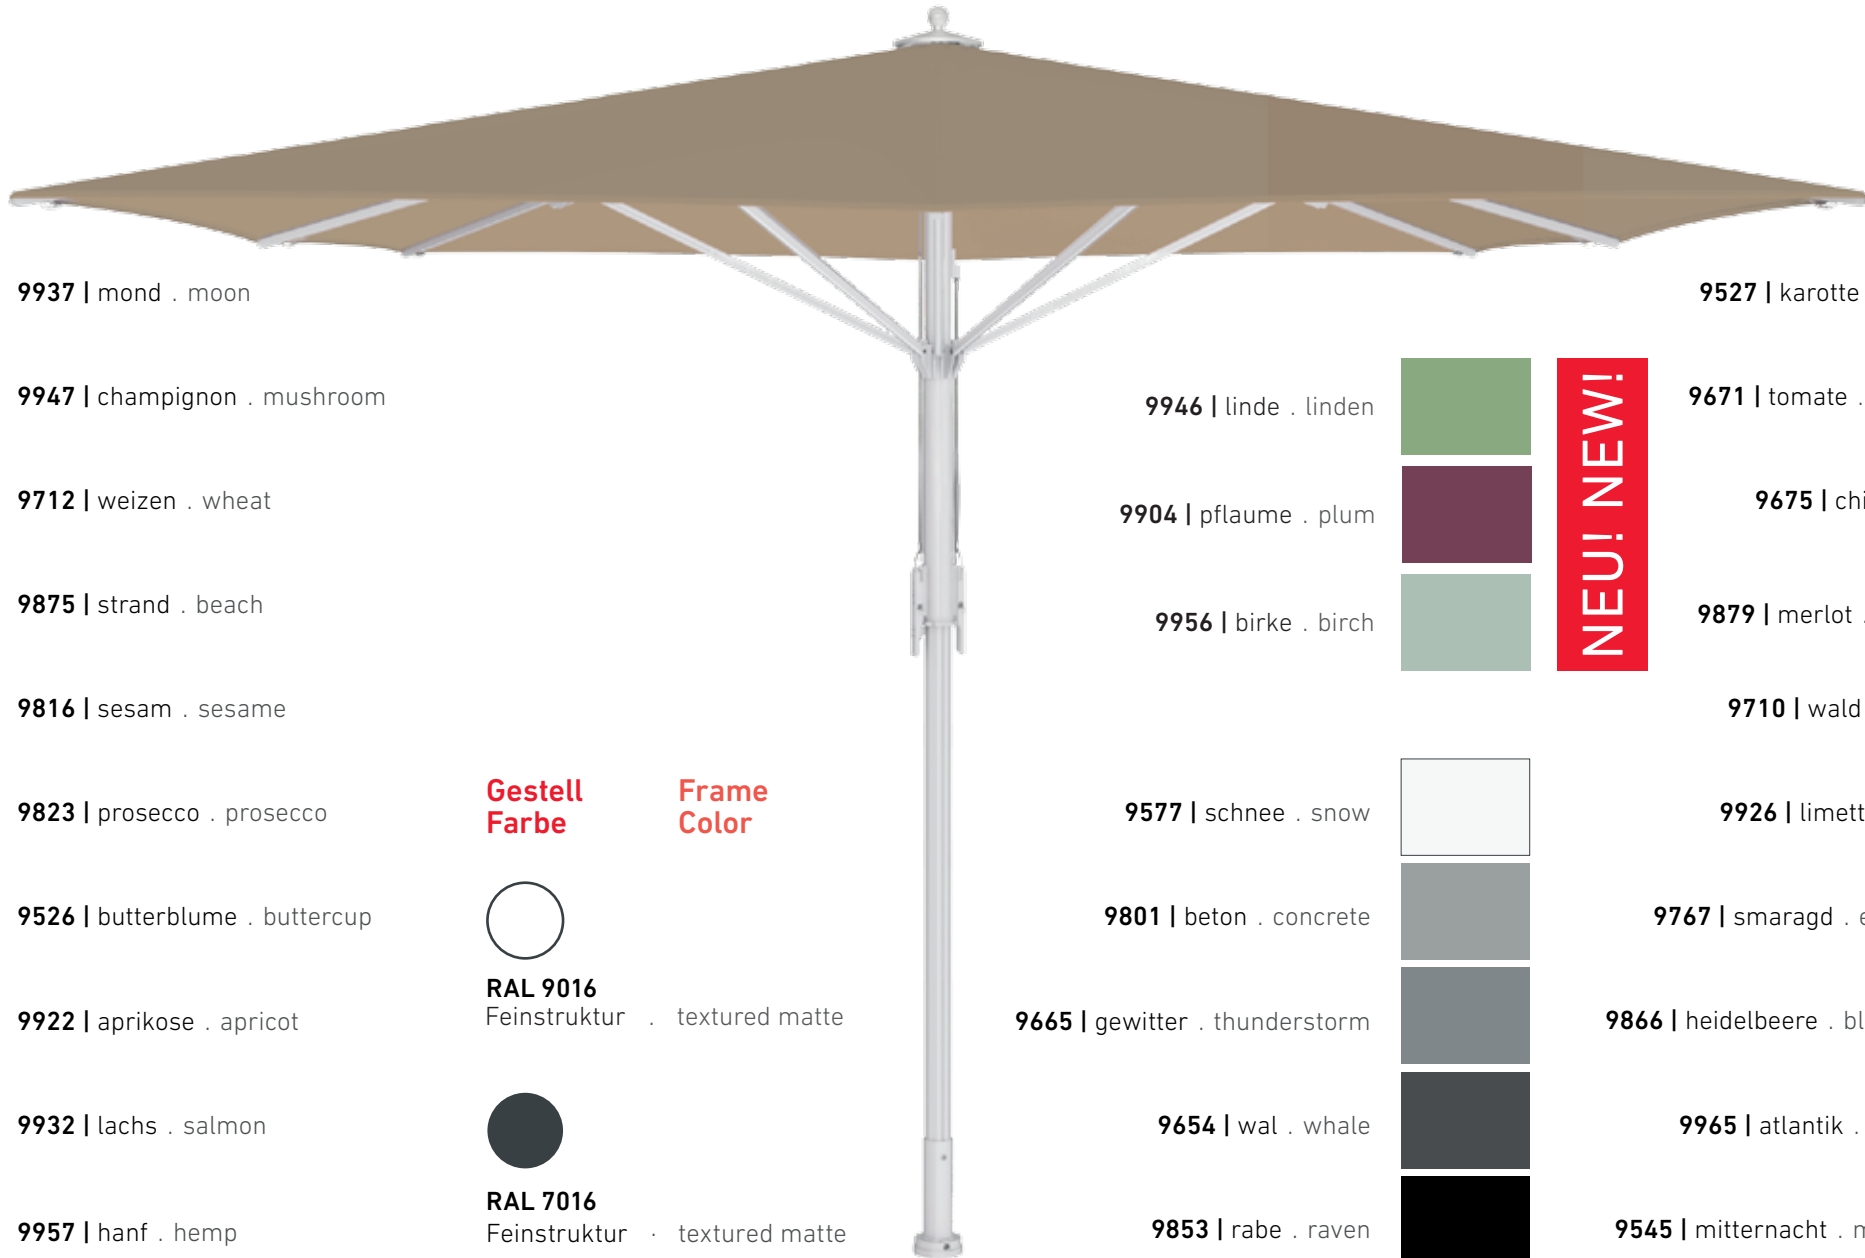 9937 | mond . moon
9947 | champignon . mushroom
9712 | weizen . wheat
9875 | strand . beach
9816 | sesam . sesame
9823 | prosecco . prosecco
9526 | butterblume . buttercup
9922 | aprikose . apricot
9932 | lachs . salmon
9957 | hanf . hemp
Gestell Farbe
Frame Color
RAL 9016
Feinstruktur . textured matte
RAL 7016
Feinstruktur · textured matte
9946 | linde . linden
9904 | pflaume . plum
9956 | birke . birch
NEU! NEW!
9577 | schnee . snow
9801 | beton . concrete
9665 | gewitter . thunderstorm
9654 | wal . whale
9853 | rabe . raven
9527 | karotte
9671 | tomate .
9675 |
9879 | merlot .
9710 | wald
9926 |
9767 | smaragd .
9866 | heidelbeere .
9965 | atlantik .
9545 | mitternacht .